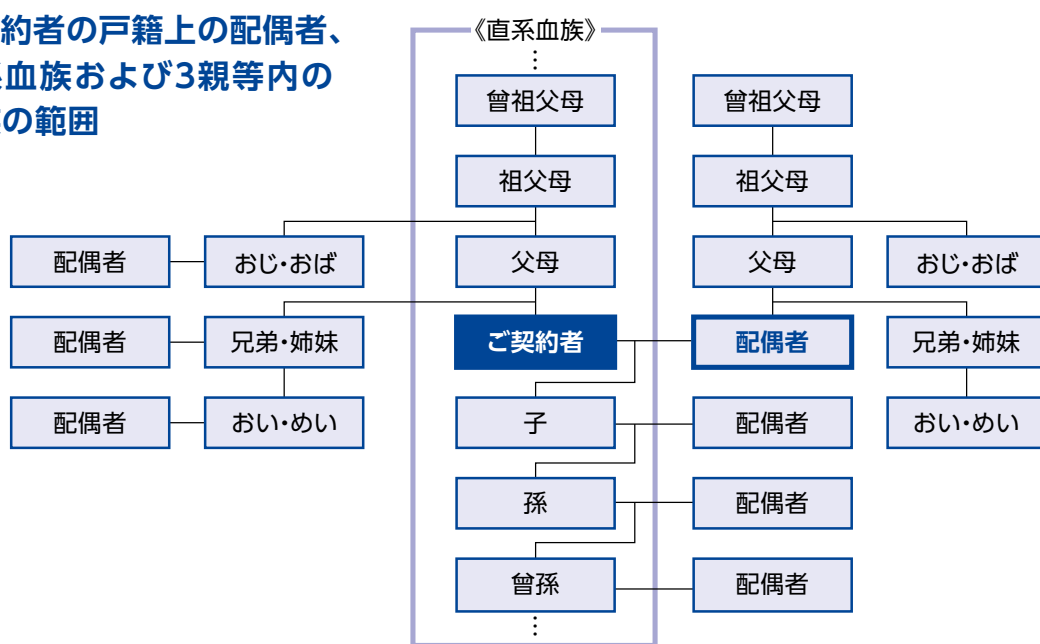 約者の戸籍上の配偶者、
血族および3親等内の
の範囲
《直系血族》
⋮
曾祖父母 曾祖父母
祖父母 祖父母
配偶者 おじ・おば 父母 父母 おじ・おば
配偶者 兄弟・姉妹 ご契約者 配偶者 兄弟・姉妹
配偶者 おい・めい 子 配偶者 おい・めい
孫 配偶者
曾孫 配偶者
⋮